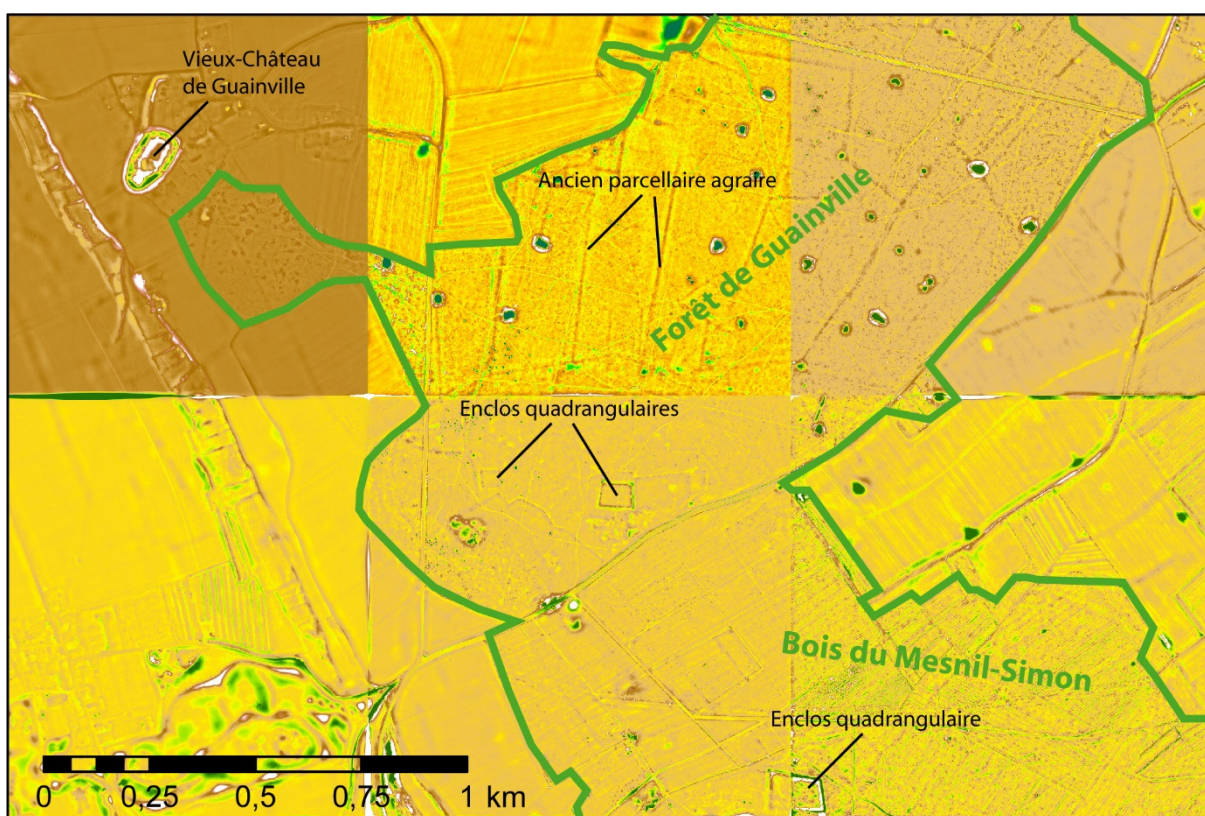 Vieux-Château
de Guainville
Ancien parcellaire agraire
Forêt de Guainville
Enclos quadrangulaires
Bois du Mesnil-Simon
Enclos quadrangulaire
0 0,25 0,5 0,75 1 km